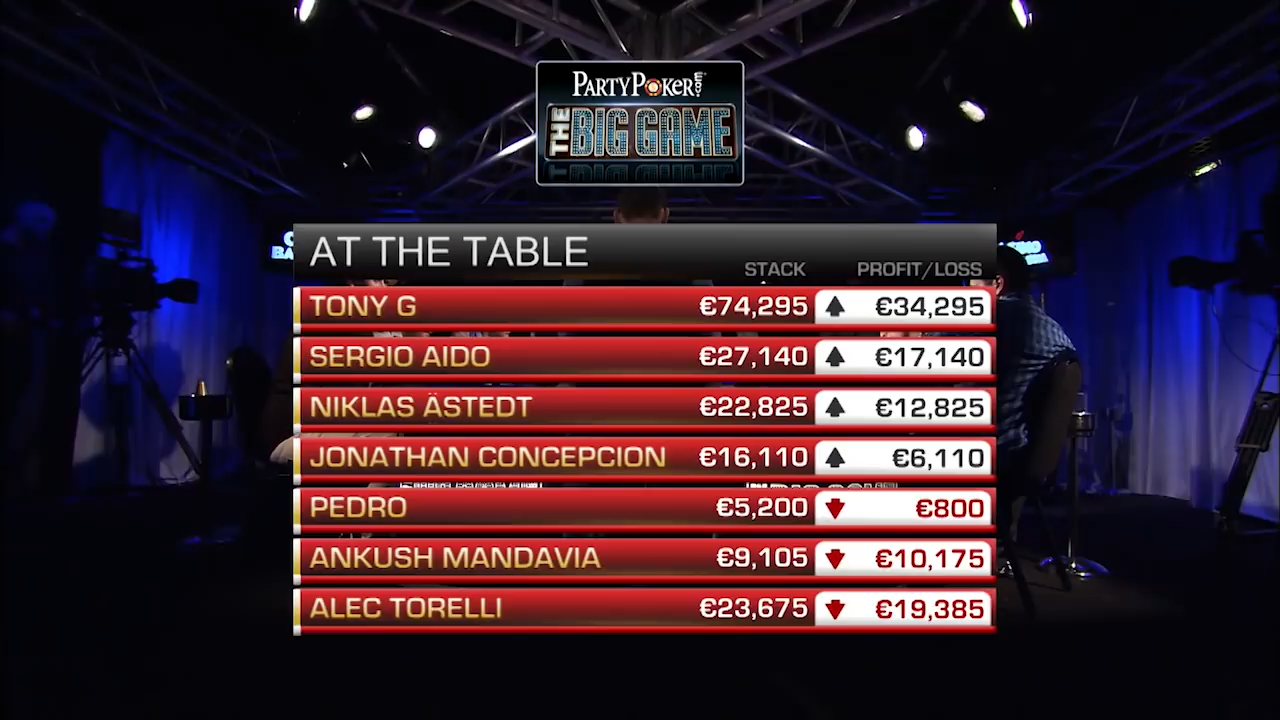 PARTYPOKER.com
THE BIG GAME
AT THE TABLE STACK PROFIT/LOSS
TONY G €74,295 €34,295
SERGIO AIDO €27,140 €17,140
NIKLAS ÄSTEDT €22,825 €12,825
JONATHAN CONCEPCION €16,110 €6,110
PEDRO €5,200 €800
ANKUSH MANDAVIA €9,105 €10,175
ALEC TORELLI €23,675 €19,385